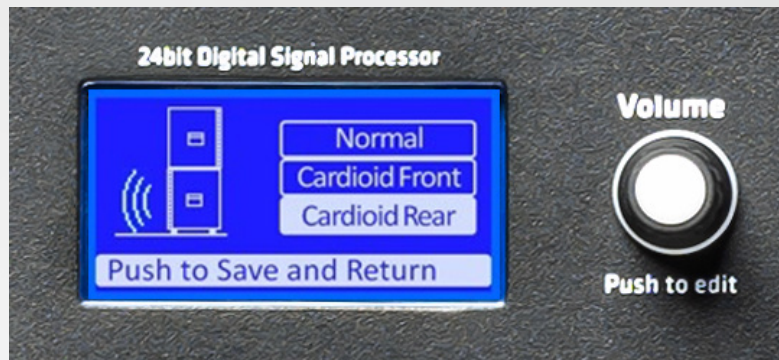 24bit Digital Signal Processor
Normal
Cardioid Front
Cardioid Rear
Push to Save and Return
Volume
Push to edit